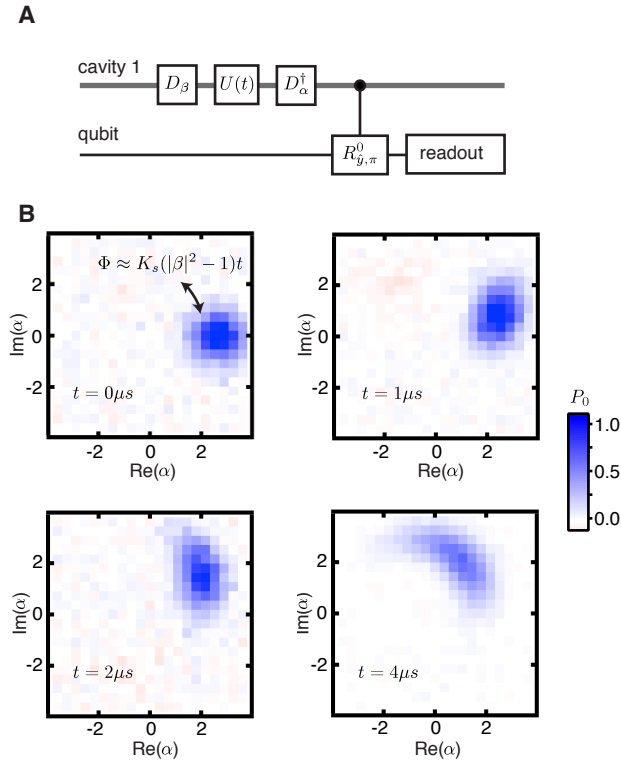 A
cavity 1
D_β U(t) D_α^†
qubit
R^0_{ŷ,π} readout
B
Φ ≈ K_s(|β|^2 − 1)t
Im(α)
2
0
-2
t = 0μs
-2 0 2
Re(α)
Im(α)
2
0
-2
t = 1μs
-2 0 2
Re(α)
P_0
1.0
0.5
0.0
Im(α)
2
0
-2
t = 2μs
-2 0 2
Re(α)
Im(α)
2
0
-2
t = 4μs
-2 0 2
Re(α)